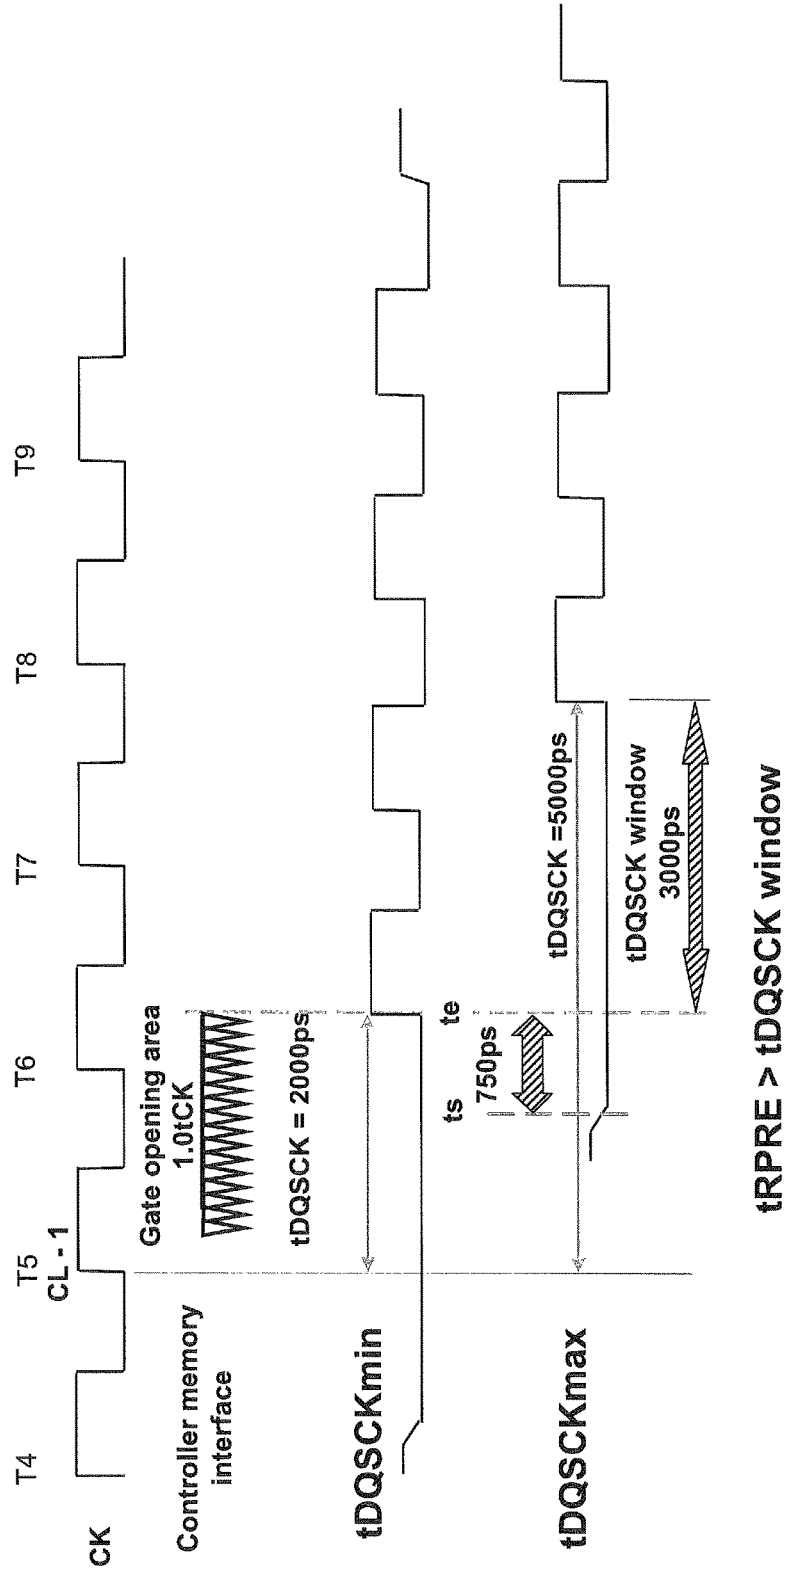 T4
T5
T6
T7
T8
T9
CL - 1
CK
Gate opening area
1.0tCK
Controller memory
interface
tDQSCK = 2000ps
tDQSCKmin
ts
te
750ps
tDQSCK =5000ps
tDQSCKmax
tDQSCK window
3000ps
tRPRE > tDQSCK window